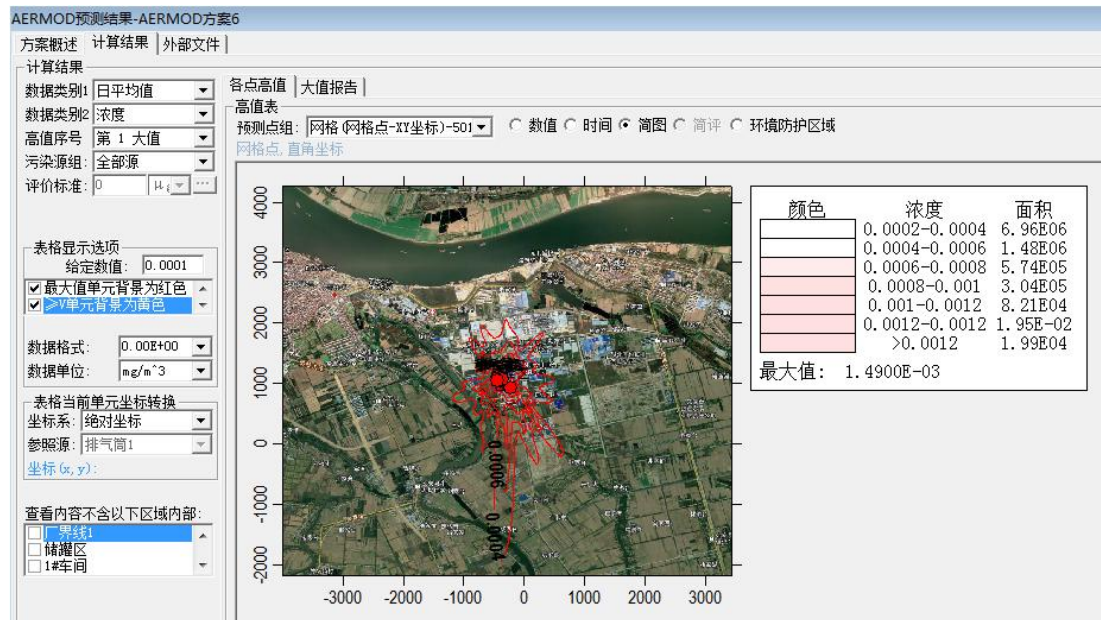 AERMOD预测结果-AERMOD方案6
方案概述 计算结果 外部文件
计算结果
数据类别1 日平均值
数据类别2 浓度
高值序号 第 1 大值
污染源组: 全部源
评价标准: 0
表格显示选项
给定数值: 0.0001
最大值单元背景为红色
≥V单元背景为黄色
数据格式: 0.00E+00
数据单位: mg/m^3
表格当前单元坐标转换
坐标系: 绝对坐标
参照源: 排气筒1
坐标(x,y):
查看内容不含以下区域内部:
厂界线1
储罐区
1#车间
各点高值 大值报告
高值表
预测点组: 网格(网格点-XY坐标)-501 数值 时间 简图 简评 环境防护区域
网格点,直角坐标
4000
3000
2000
1000
0
-1000
-2000
0.0006
0.0004
-3000 -2000 -1000 0 1000 2000 3000
颜色 浓度 面积
0.0002-0.0004 6.96E06
0.0004-0.0006 1.48E06
0.0006-0.0008 5.74E05
0.0008-0.001 3.04E05
0.001-0.0012 8.21E04
0.0012-0.0012 1.95E-02
>0.0012 1.99E04
最大值: 1.4900E-03